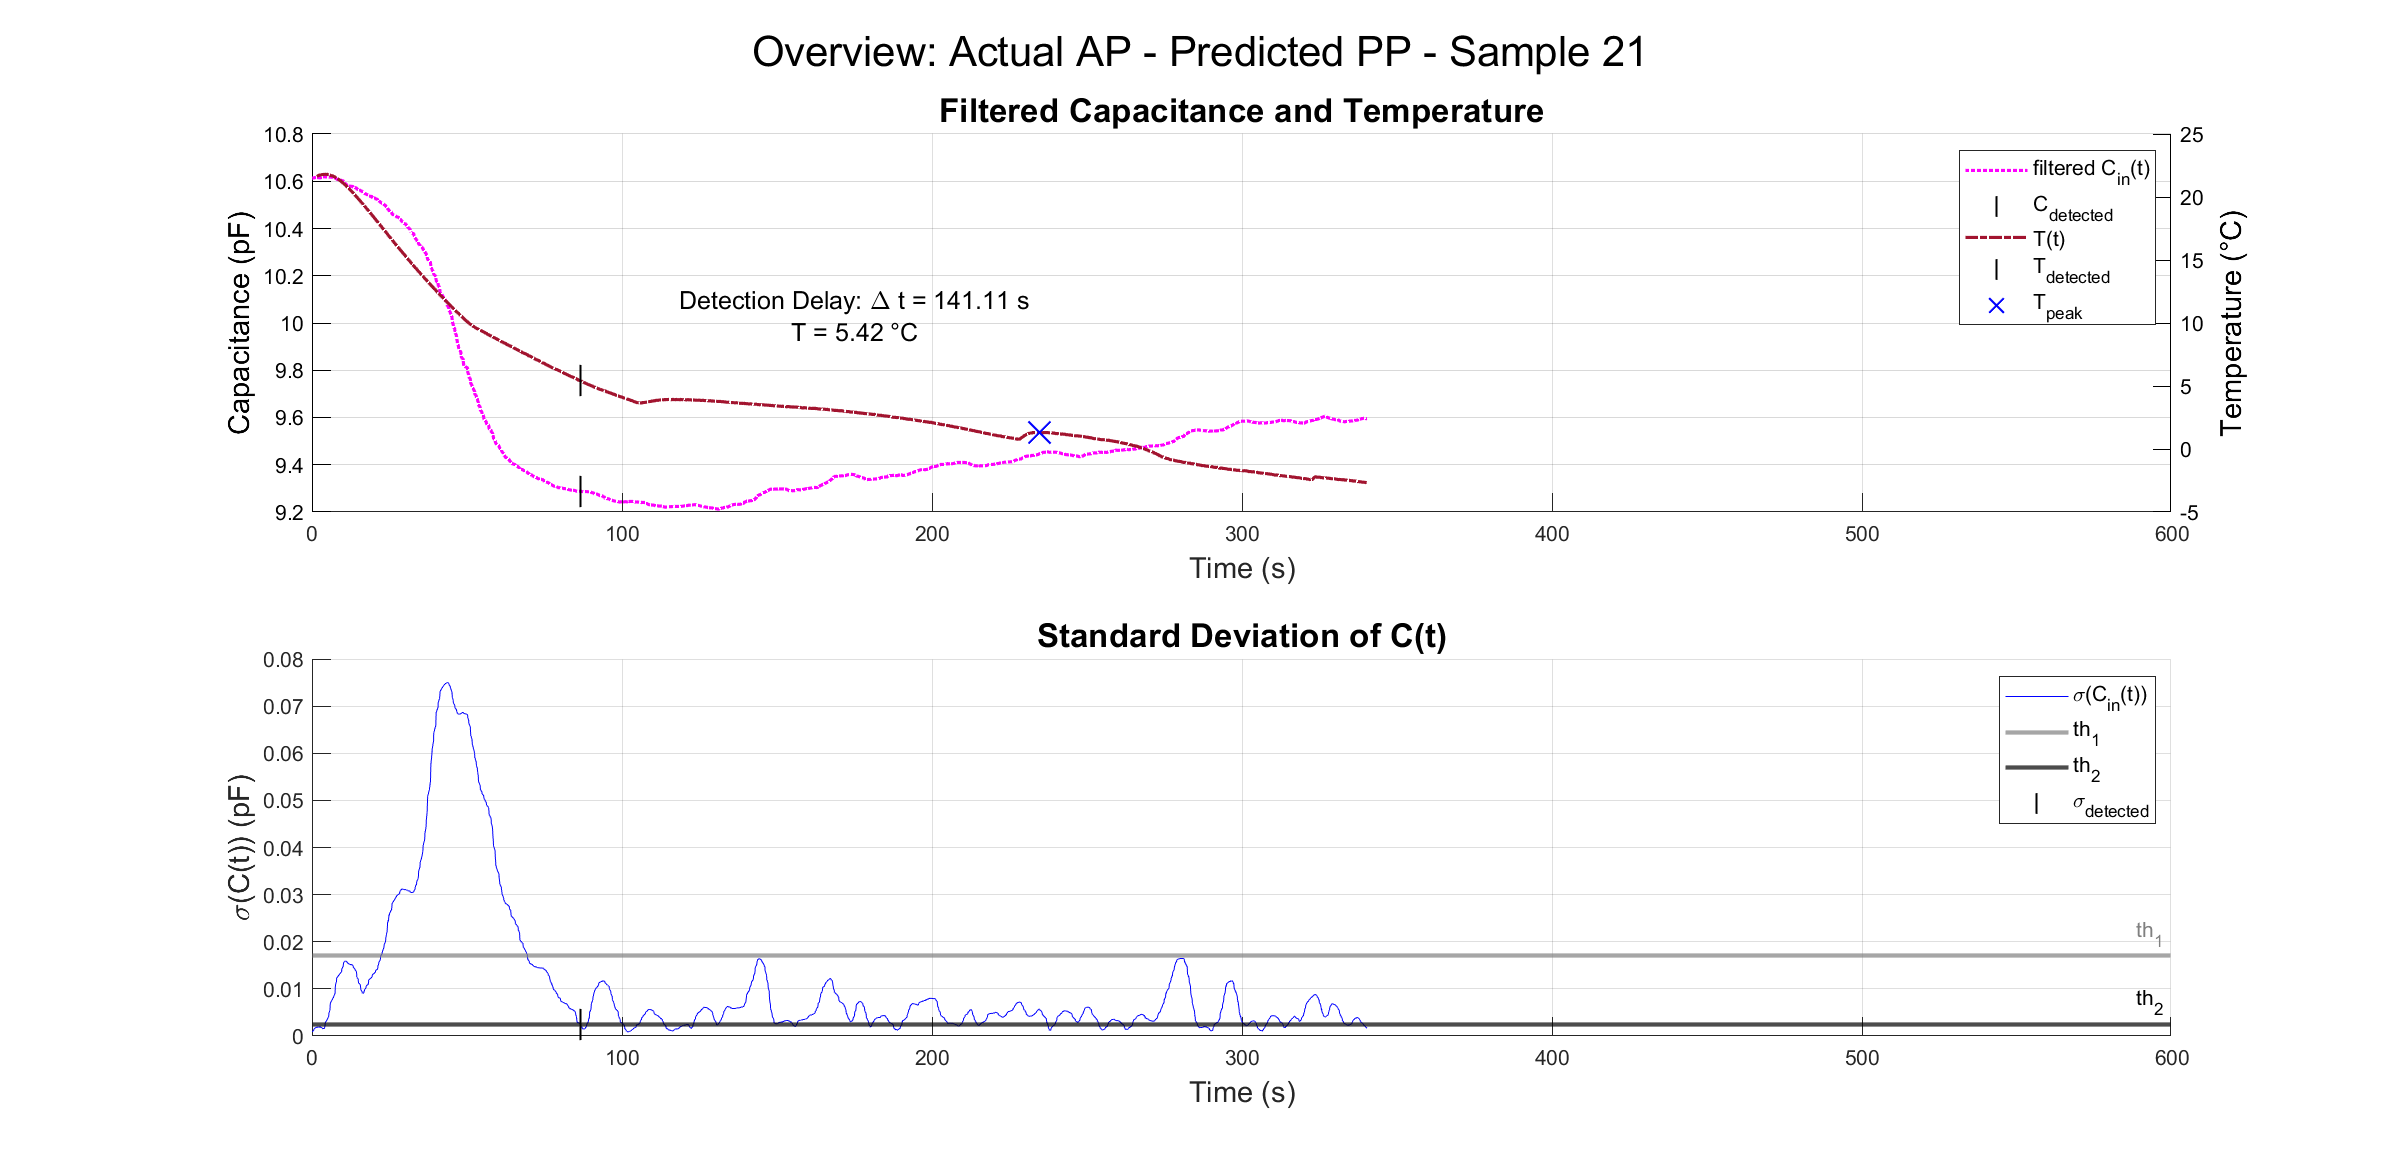 Overview: Actual AP - Predicted PP - Sample 21
Filtered Capacitance and Temperature
Capacitance (pF)
10.8
10.6
10.4
10.2
10
9.8
9.6
9.4
9.2
Detection Delay: Δ t = 141.11 s
T = 5.42 °C
filtered C_in(t)
C_detected
T(t)
T_detected
T_peak
25
20
15
10
5
0
-5
Temperature (°C)
0 100 200 300 400 500 600
Time (s)
Standard Deviation of C(t)
σ(C(t)) (pF)
0.08
0.07
0.06
0.05
0.04
0.03
0.02
0.01
0
σ(C_in(t))
th_1
th_2
σ_detected
th_1
th_2
0 100 200 300 400 500 600
Time (s)